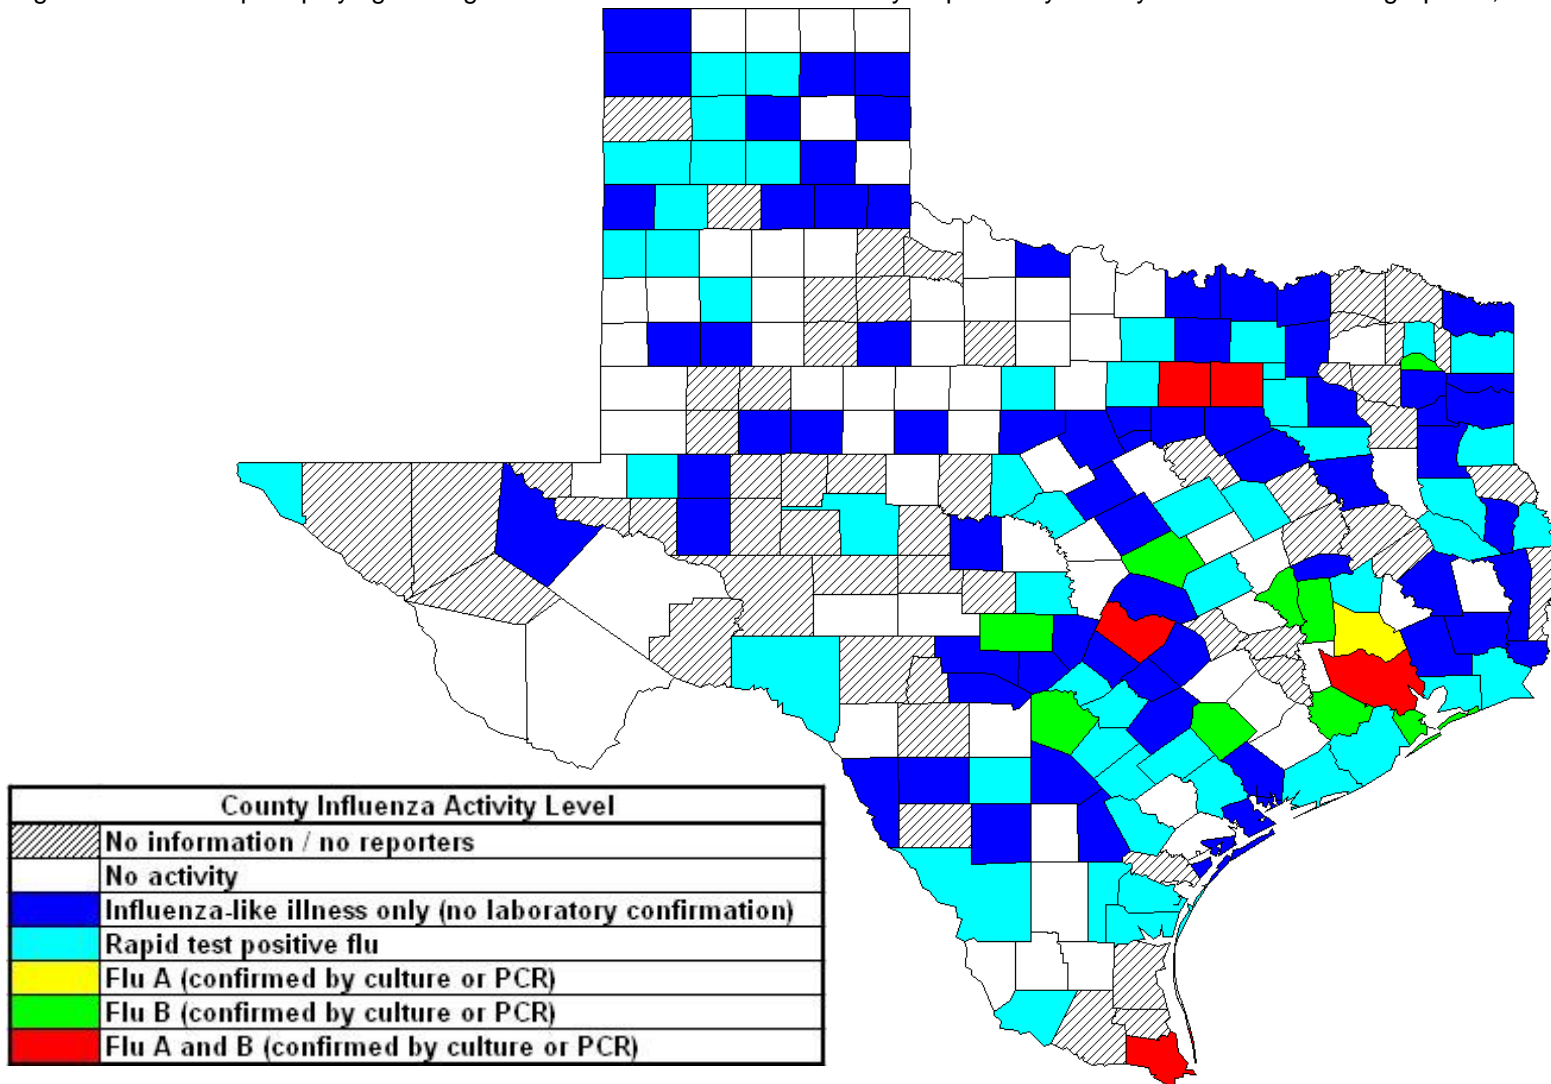 County Influenza Activity Level
No information / no reporters
No activity
Influenza-like illness only (no laboratory confirmation)
Rapid test positive flu
Flu A (confirmed by culture or PCR)
Flu B (confirmed by culture or PCR)
Flu A and B (confirmed by culture or PCR)